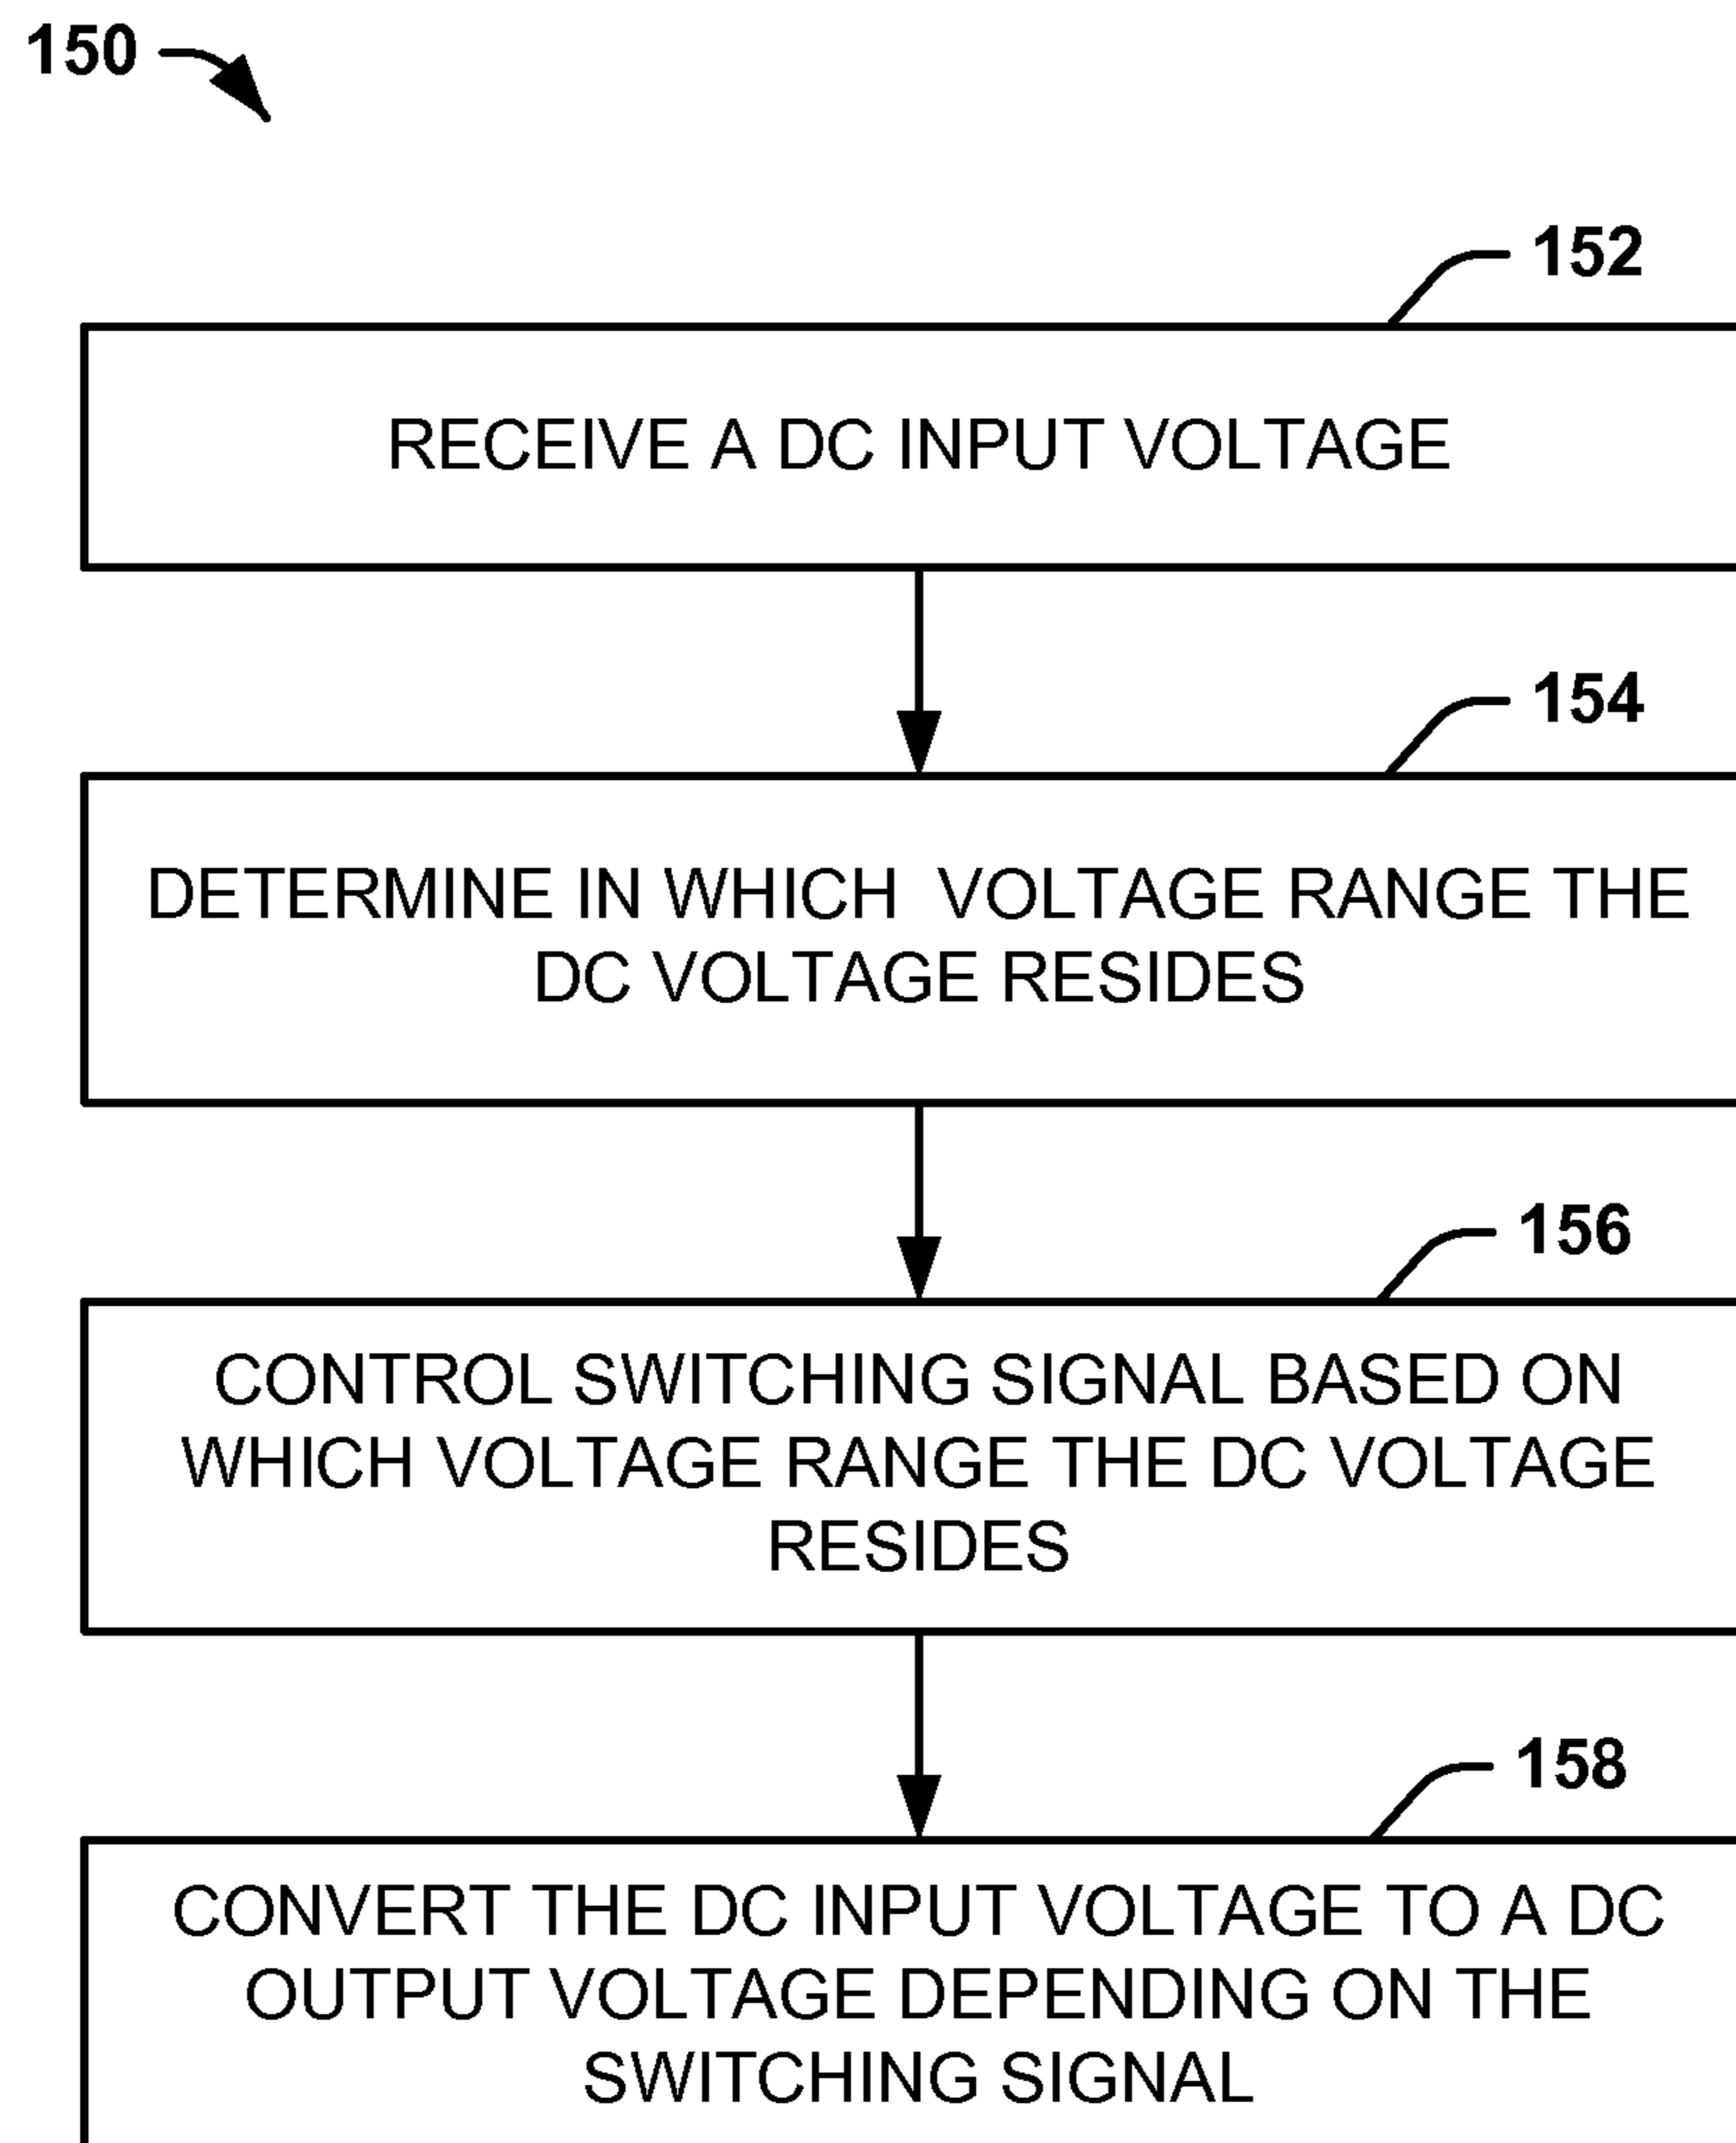 150
152
RECEIVE A DC INPUT VOLTAGE
154
DETERMINE IN WHICH VOLTAGE RANGE THE
DC VOLTAGE RESIDES
156
CONTROL SWITCHING SIGNAL BASED ON
WHICH VOLTAGE RANGE THE DC VOLTAGE
RESIDES
158
CONVERT THE DC INPUT VOLTAGE TO A DC
OUTPUT VOLTAGE DEPENDING ON THE
SWITCHING SIGNAL